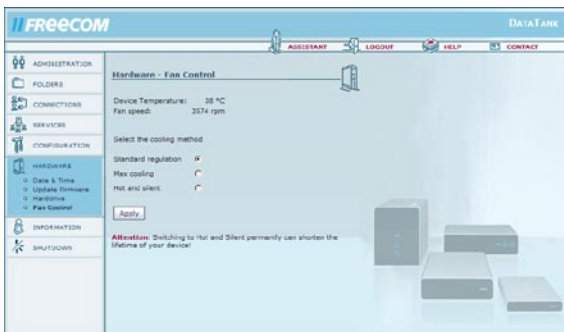 FREECOM
DATATANK
ASSISTANT LOGOUT HELP CONTACT
ADMINISTRATION
FOLDERS
CONNECTIONS
SERVICES
CONFIGURATION
HARDWARE
Date & Time
Update firmware
Hardrive
Fan Control
INFORMATION
SHUTDOWN
Hardware - Fan Control
Device Temperature: 38 °C
Fan speed: 3574 rpm
Select the cooling method
Standard regulation
Max cooling
Hot and silent
Apply
Attention: Switching to Hot and Silent permanently can shorten the
lifetime of your device!